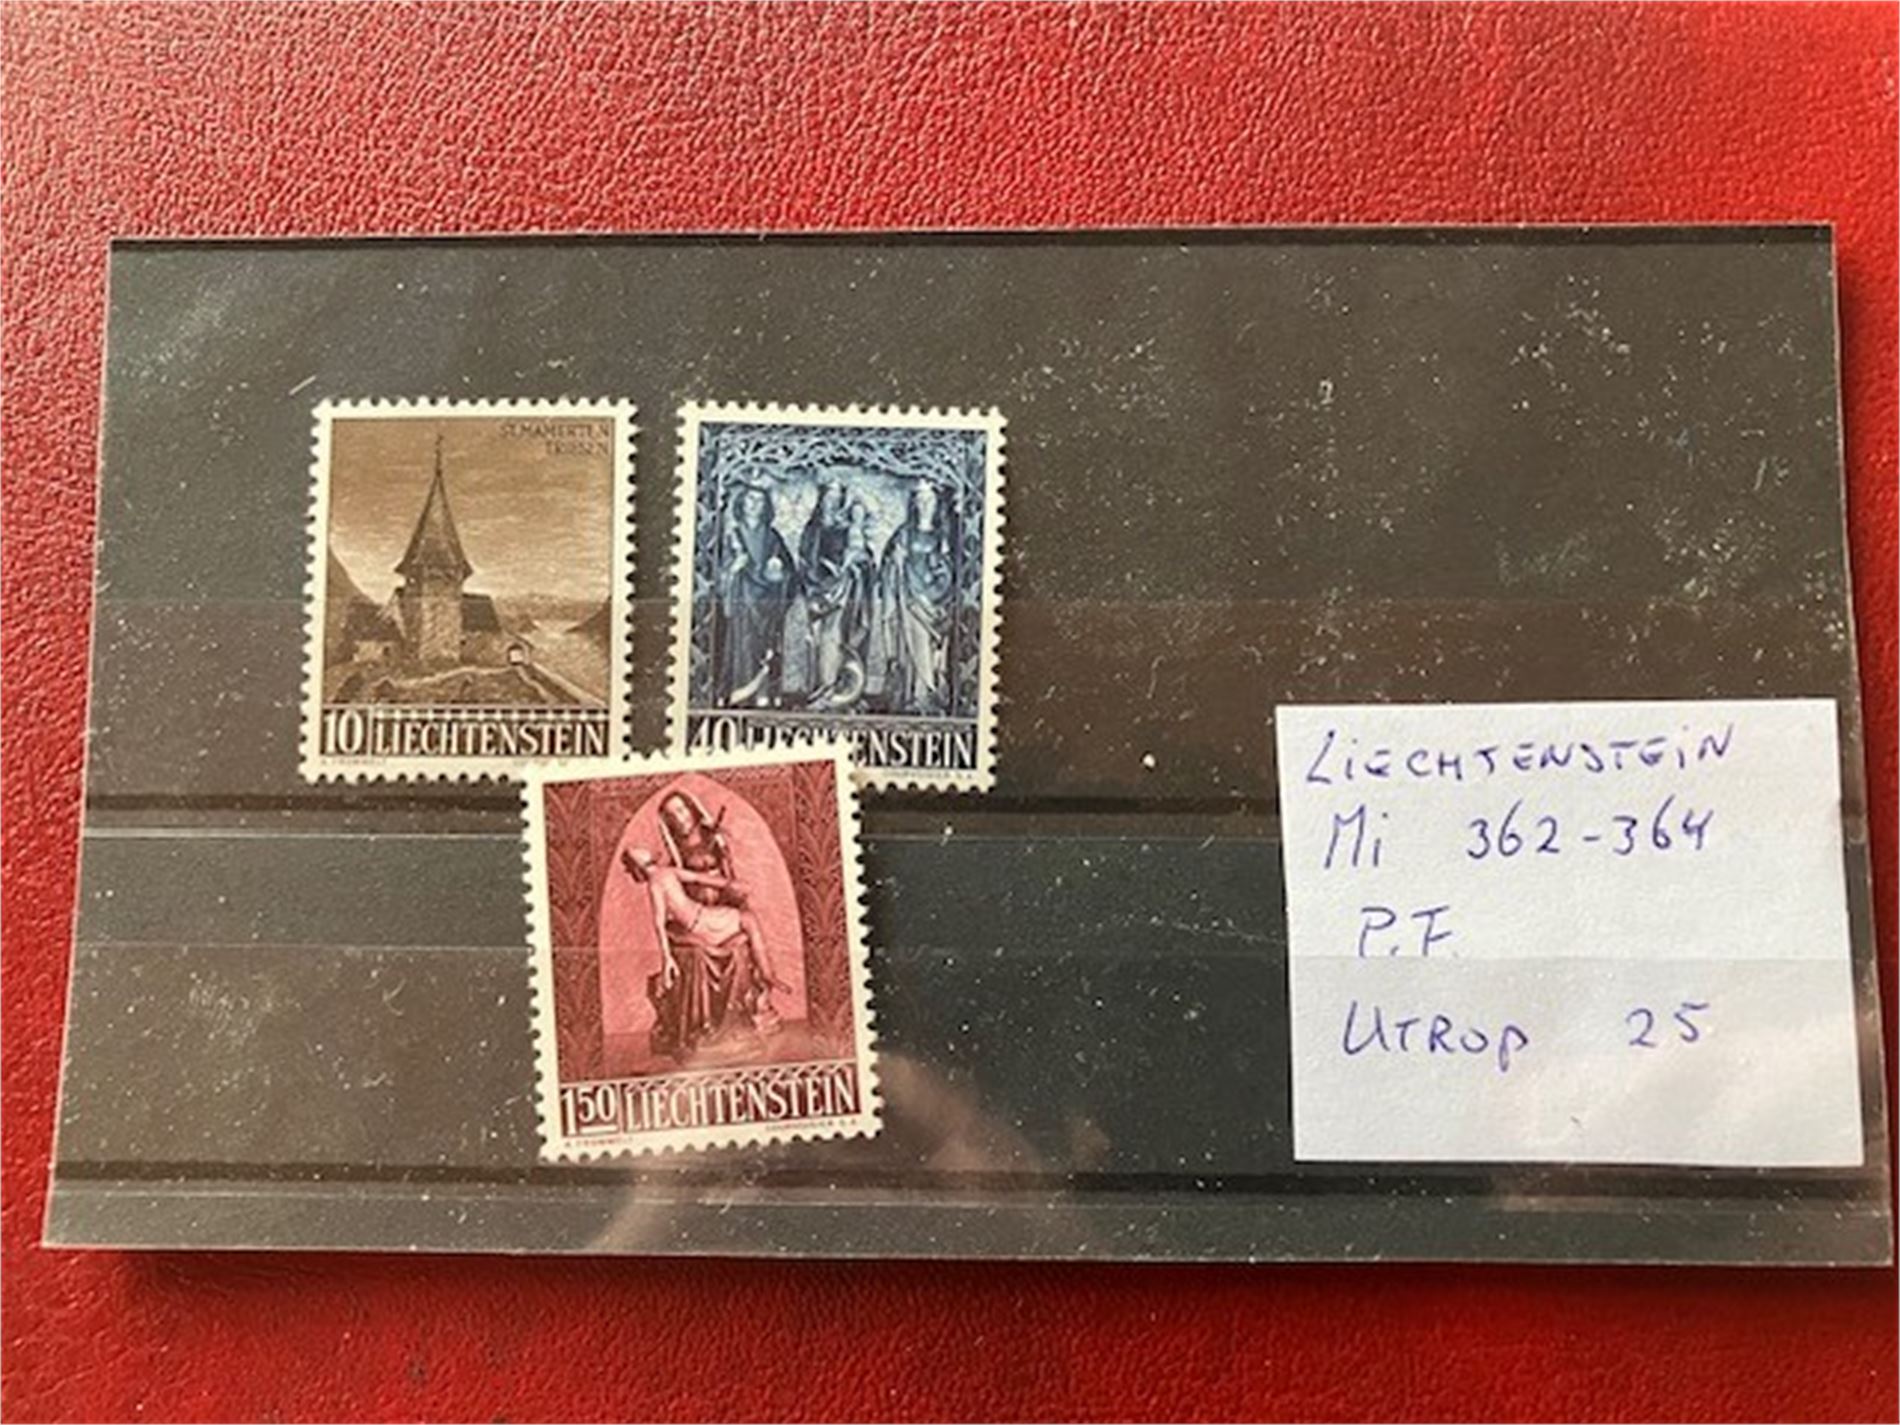 ST. MAMERTEN
TRIESEN
10 LIECHTENSTEIN
40 LIECHTENSTEIN
1.50 LIECHTENSTEIN
LiECHTENSTEiN
Mi 362-364
P.F.
UTROP 25